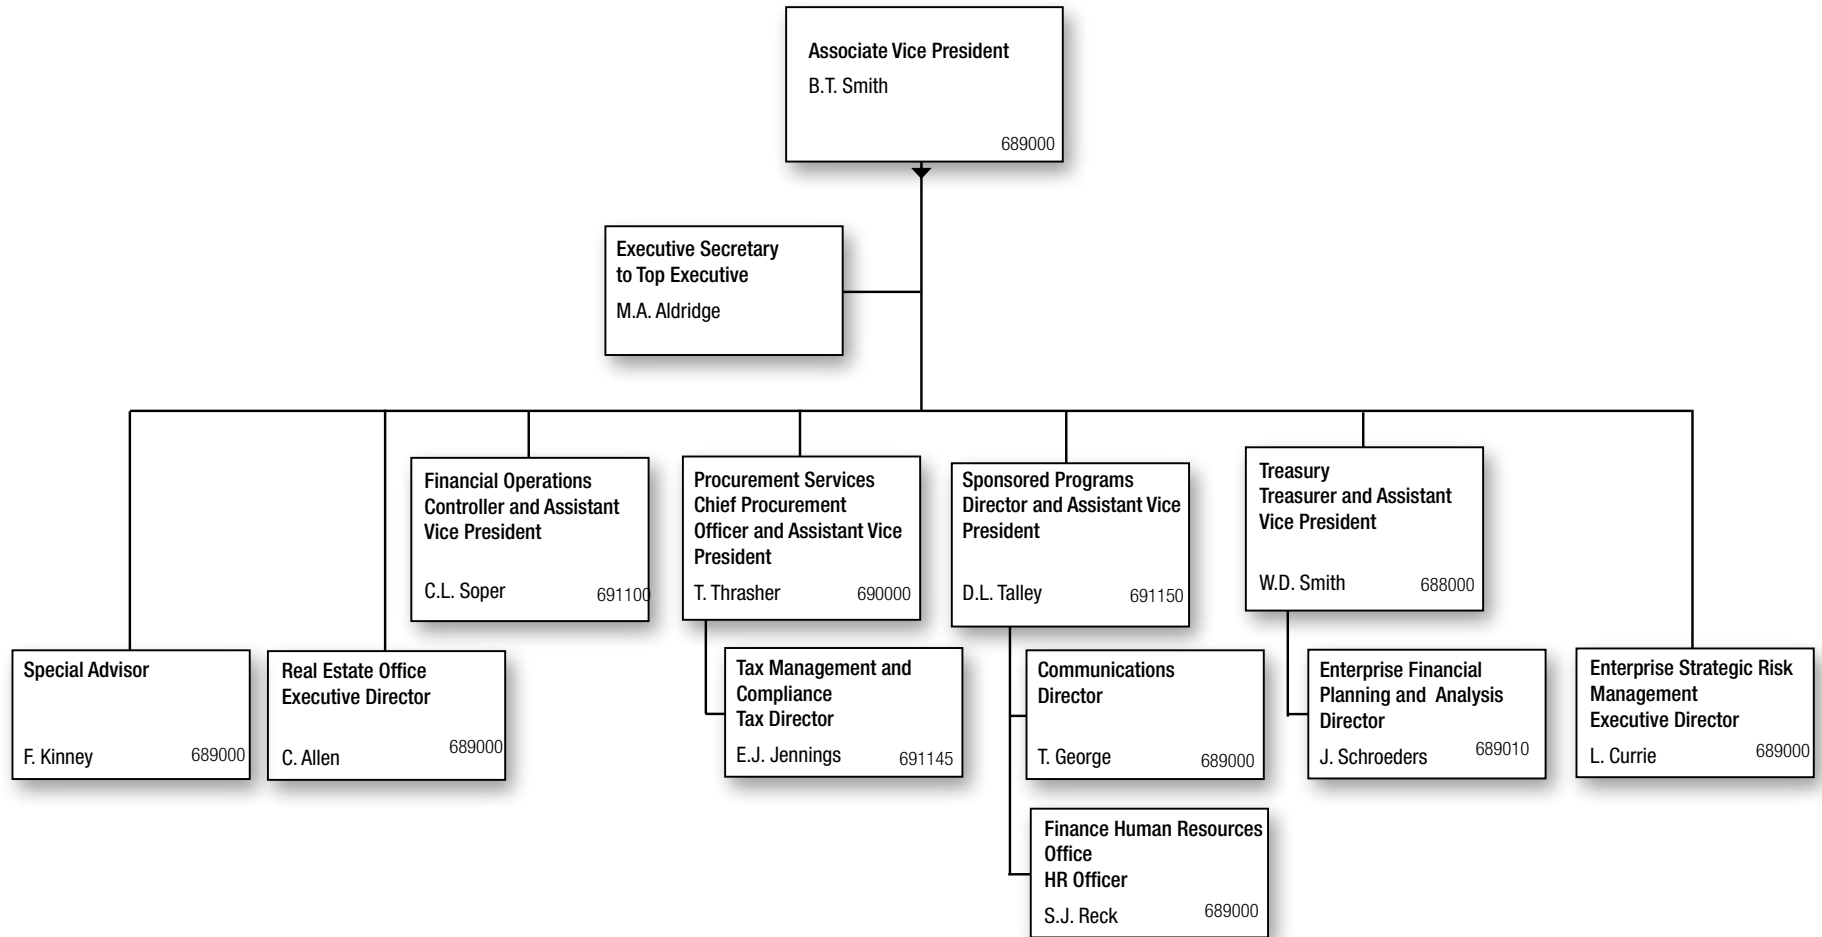 Associate Vice President
B.T. Smith
689000
Executive Secretary
to Top Executive
M.A. Aldridge
Financial Operations
Controller and Assistant
Vice President
C.L. Soper 691100
Procurement Services
Chief Procurement
Officer and Assistant Vice
President
T. Thrasher 690000
Sponsored Programs
Director and Assistant Vice
President
D.L. Talley 691150
Treasury
Treasurer and Assistant
Vice President
W.D. Smith 688000
Special Advisor
F. Kinney 689000
Real Estate Office
Executive Director
C. Allen 689000
Tax Management and
Compliance
Tax Director
E.J. Jennings 691145
Communications
Director
T. George 689000
Enterprise Financial
Planning and Analysis
Director
J. Schroeders 689010
Enterprise Strategic Risk
Management
Executive Director
L. Currie 689000
Finance Human Resources
Office
HR Officer
S.J. Reck 689000